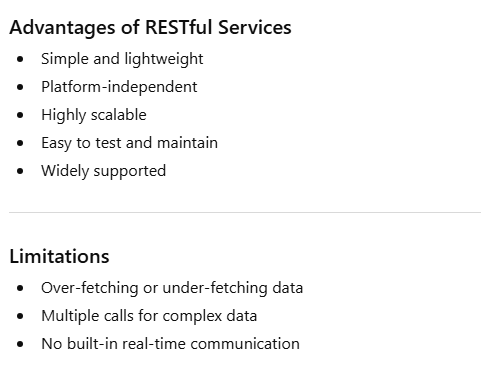 Advantages of RESTful Services
• Simple and lightweight
• Platform-independent
• Highly scalable
• Easy to test and maintain
• Widely supported
Limitations
• Over-fetching or under-fetching data
• Multiple calls for complex data
• No built-in real-time communication